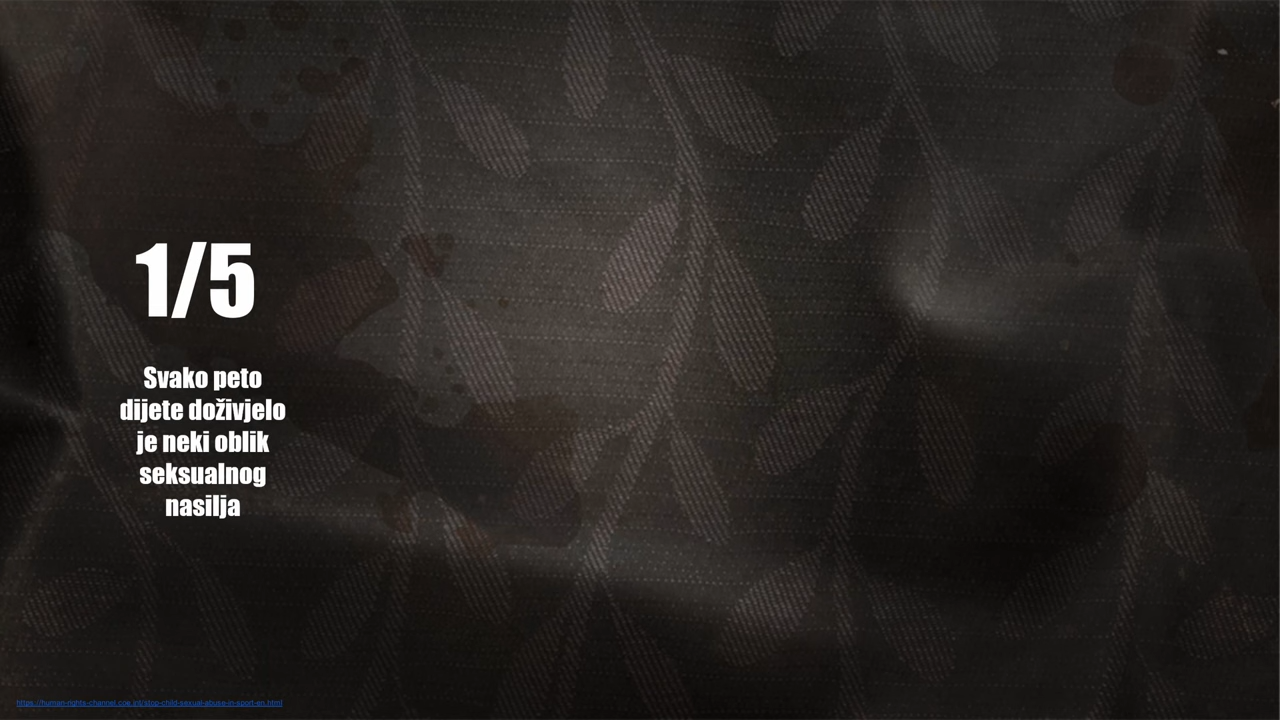 1/5
Svako peto
dijete doživjelo
je neki oblik
seksualnog
nasilja
https://human-rights-channel.coe.int/stop-child-sexual-abuse-in-sport-en.html